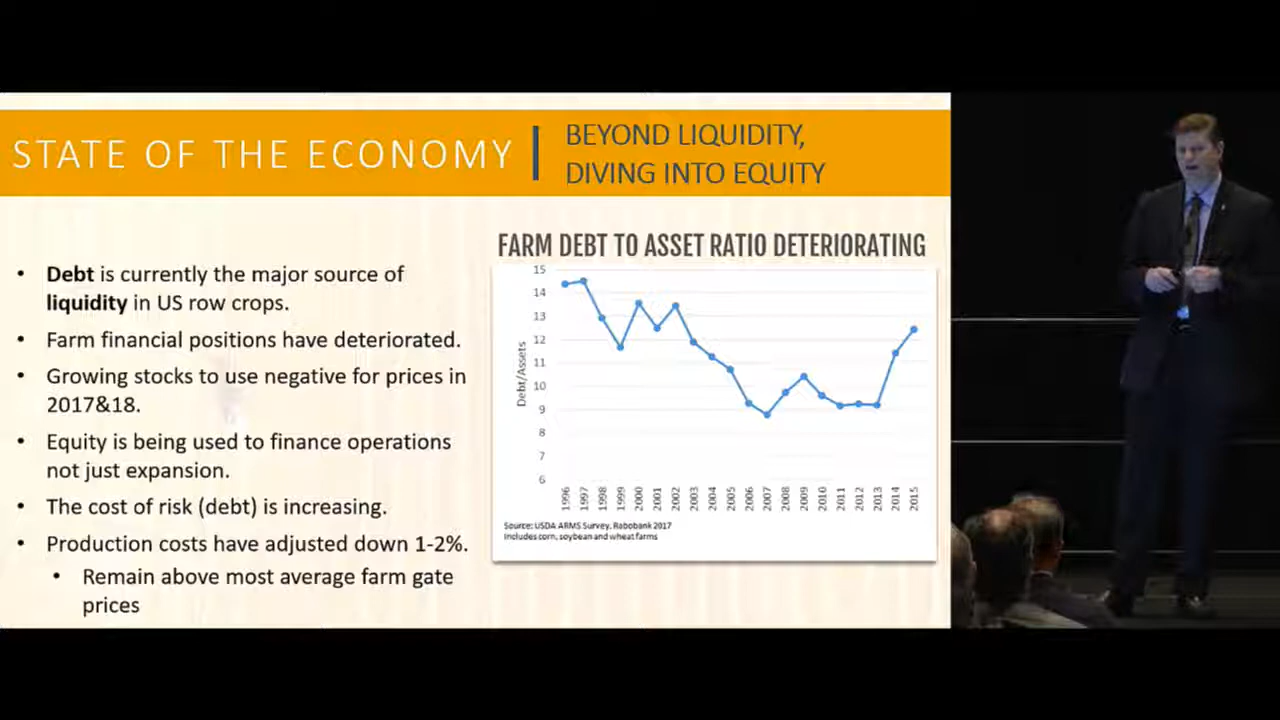 STATE OF THE ECONOMY
BEYOND LIQUIDITY,
DIVING INTO EQUITY
• Debt is currently the major source of
liquidity in US row crops.
• Farm financial positions have deteriorated.
• Growing stocks to use negative for prices in
2017&18.
• Equity is being used to finance operations
not just expansion.
• The cost of risk (debt) is increasing.
• Production costs have adjusted down 1-2%.
• Remain above most average farm gate
prices
FARM DEBT TO ASSET RATIO DETERIORATING
Debt/Assets
15
14
13
12
11
10
9
8
7
6
1996
1997
1998
1999
2000
2001
2002
2003
2004
2005
2006
2007
2008
2009
2010
2011
2012
2013
2014
2015
Source: USDA ARMS Survey, Rabobank 2017
Includes corn, soybean and wheat farms